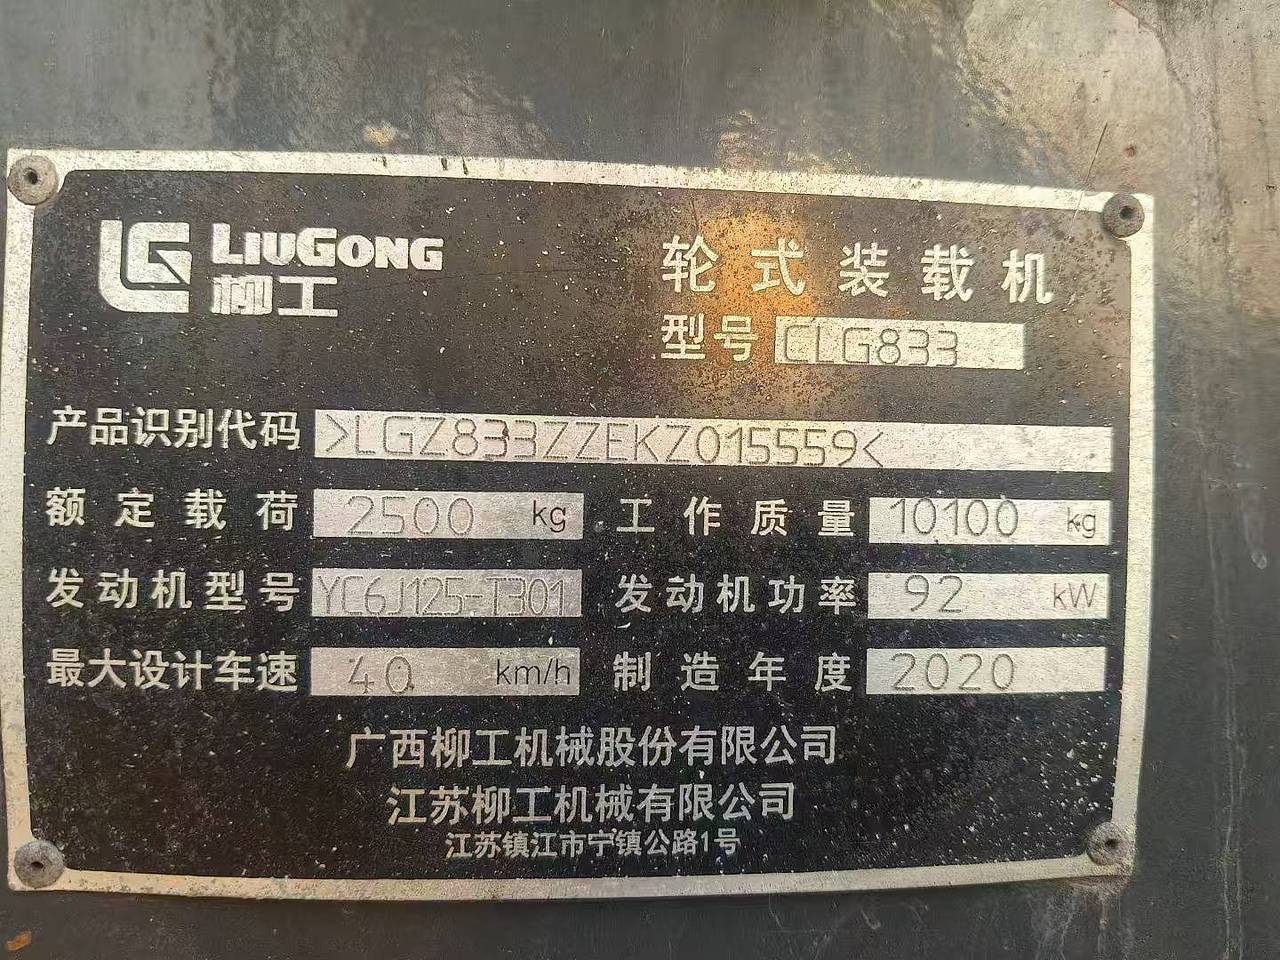 LG LIUGONG
柳工
轮式装载机
型号 CLG833
产品识别代码 >LGZ833ZZEKZ015559<
额定载荷 2500 kg 工作质量 10100 kg
发动机型号 YC6J125-T301 发动机功率 92 kW
最大设计车速 40 km/h 制造年度 2020
广西柳工机械股份有限公司
江苏柳工机械有限公司
江苏镇江市宁镇公路1号